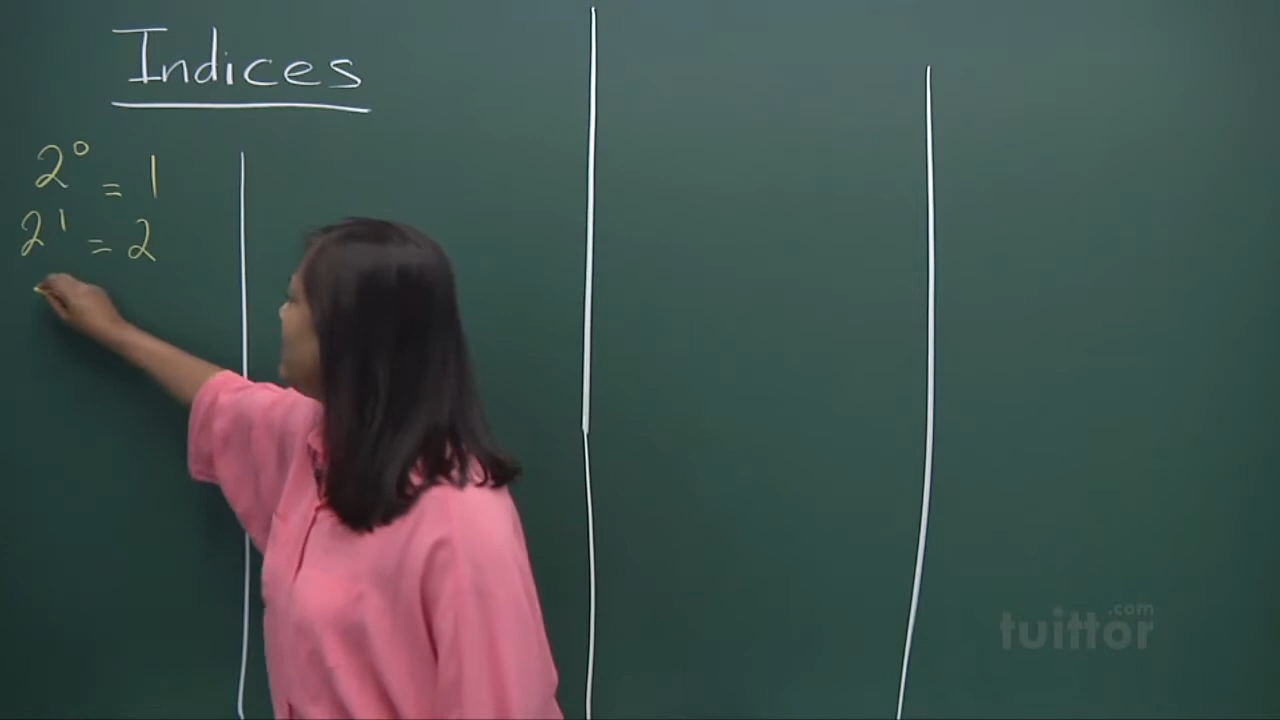 Indices
2⁰ = 1
2¹ = 2
tuittor.com